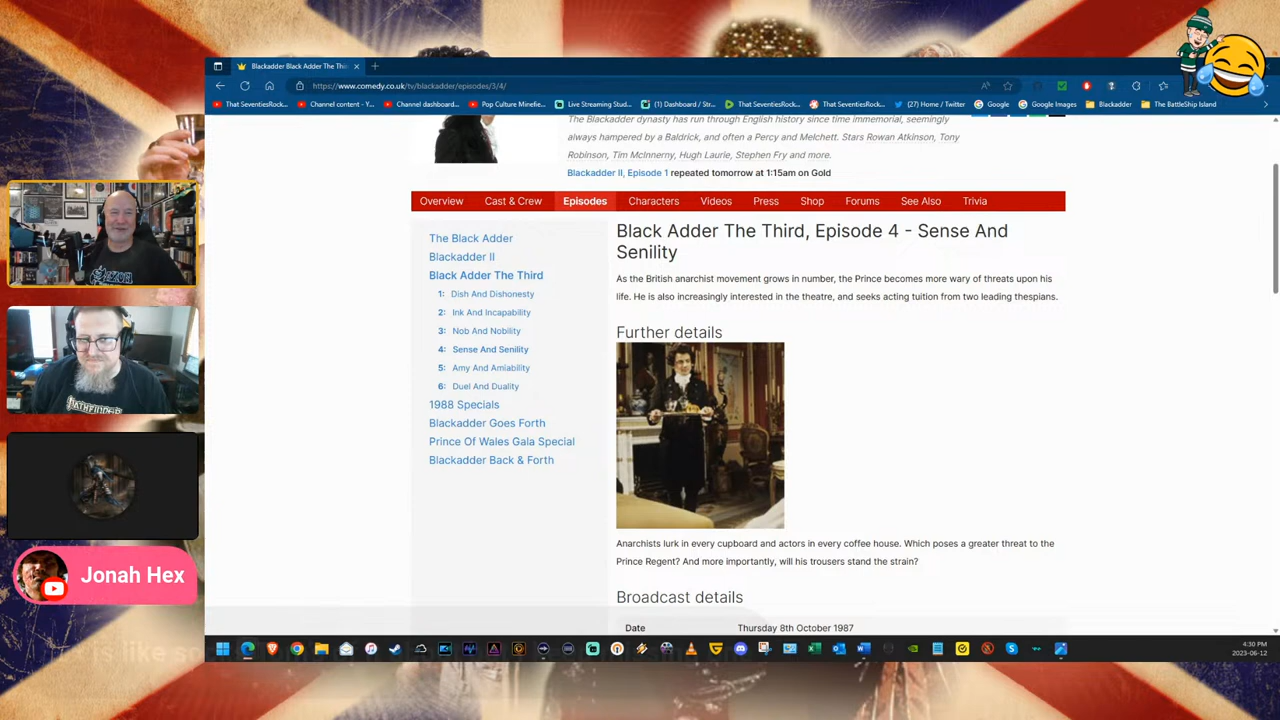 Blackadder Black Adder The Thir
https://www.comedy.co.uk/tv/blackadder/episodes/3/4/
That SeventiesRock... Channel content - Y... Channel dashboard... Pop Culture Minefie... Live Streaming Stud... (1) Dashboard / Str... That SeventiesRock... That SeventiesRock... (27) Home / Twitter Google Google Images Blackadder The BattleShip Island
The Blackadder dynasty has run through English history since time immemorial, seemingly
always hampered by a Baldrick, and often a Percy and Melchett. Stars Rowan Atkinson, Tony
Robinson, Tim McInnerny, Hugh Laurie, Stephen Fry and more.
Blackadder II, Episode 1 repeated tomorrow at 1:15am on Gold
Overview Cast & Crew Episodes Characters Videos Press Shop Forums See Also Trivia
The Black Adder
Blackadder II
Black Adder The Third
1: Dish And Dishonesty
2: Ink And Incapability
3: Nob And Nobility
4: Sense And Senility
5: Amy And Amiability
6: Duel And Duality
1988 Specials
Blackadder Goes Forth
Prince Of Wales Gala Special
Blackadder Back & Forth
Black Adder The Third, Episode 4 - Sense And
Senility
As the British anarchist movement grows in number, the Prince becomes more wary of threats upon his
life. He is also increasingly interested in the theatre, and seeks acting tuition from two leading thespians.
Further details
Anarchists lurk in every cupboard and actors in every coffee house. Which poses a greater threat to the
Prince Regent? And more importantly, will his trousers stand the strain?
Broadcast details
Date Thursday 8th October 1987
SAXON
PATHFINDER
Jonah Hex
4:30 PM
2023-06-12